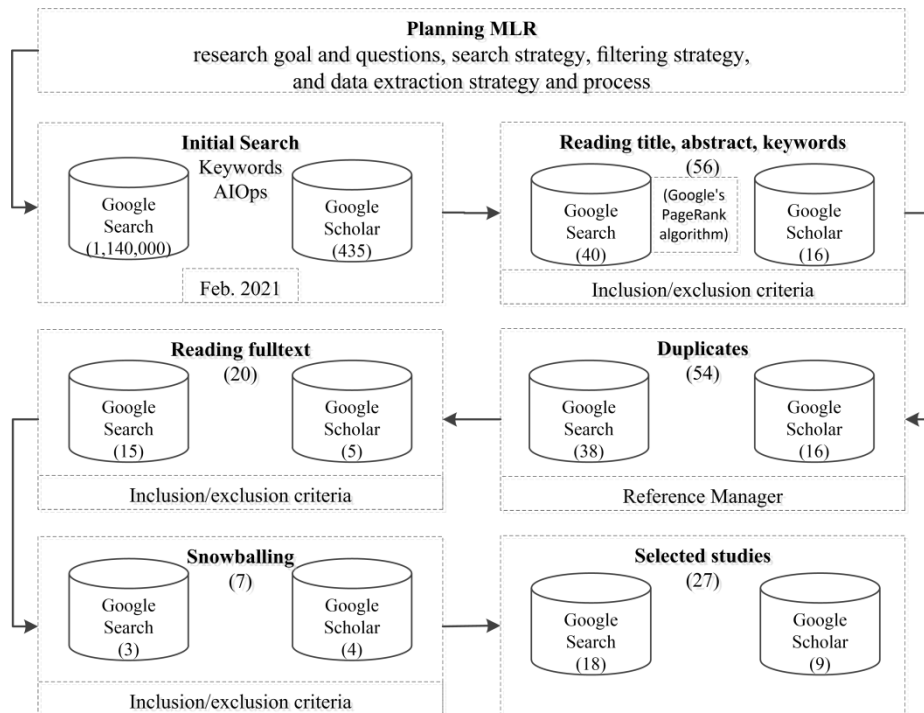 Planning MLR
research goal and questions, search strategy, filtering strategy,
and data extraction strategy and process
Initial Search
Keywords
AIOps
Google
Search
(1,140,000)
Google
Scholar
(435)
Feb. 2021
Reading title, abstract, keywords
(56)
Google
Search
(40)
(Google's
PageRank
algorithm)
Google
Scholar
(16)
Inclusion/exclusion criteria
Duplicates
(54)
Google
Search
(38)
Google
Scholar
(16)
Reference Manager
Reading fulltext
(20)
Google
Search
(15)
Google
Scholar
(5)
Inclusion/exclusion criteria
Snowballing
(7)
Google
Search
(3)
Google
Scholar
(4)
Inclusion/exclusion criteria
Selected studies
(27)
Google
Search
(18)
Google
Scholar
(9)